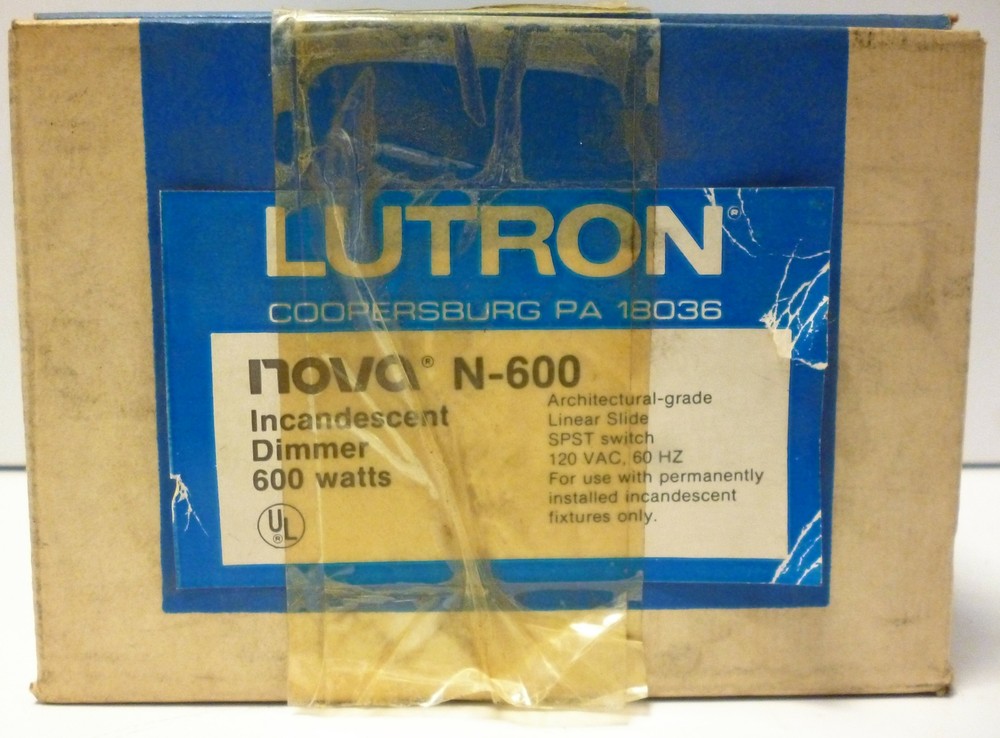 LUTRON®
COOPERSBURG PA 18036
nova® N-600
Incandescent
Dimmer
600 watts
UL®
Architectural-grade
Linear Slide
SPST switch
120 VAC, 60 HZ
For use with permanently
installed incandescent
fixtures only.